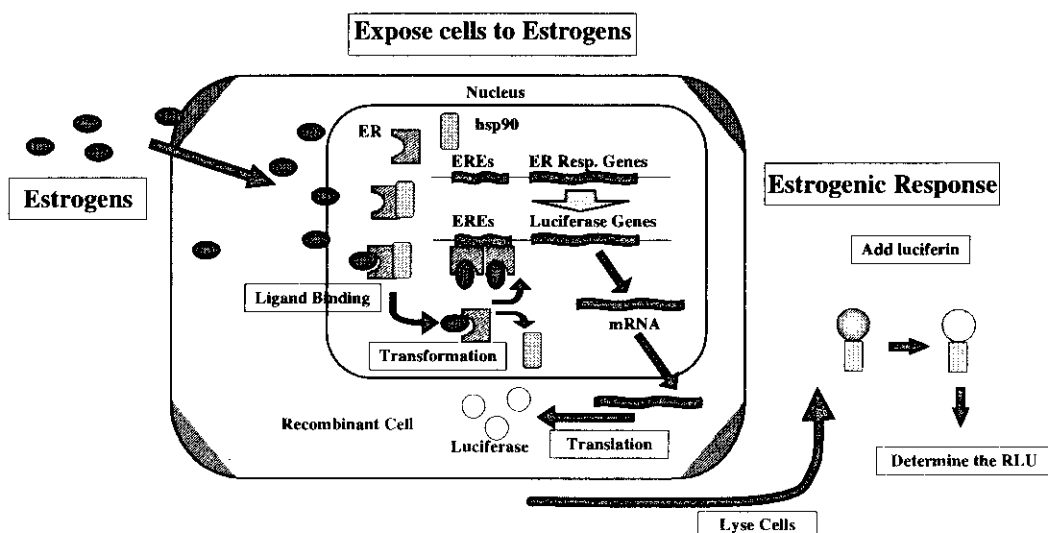 Expose cells to Estrogens
Nucleus
ER
hsp90
EREs
ER Resp. Genes
Estrogens
Estrogenic Response
EREs
Luciferase Genes
Add luciferin
Ligand Binding
mRNA
Transformation
Recombinant Cell
Luciferase
Translation
Determine the RLU
Lyse Cells